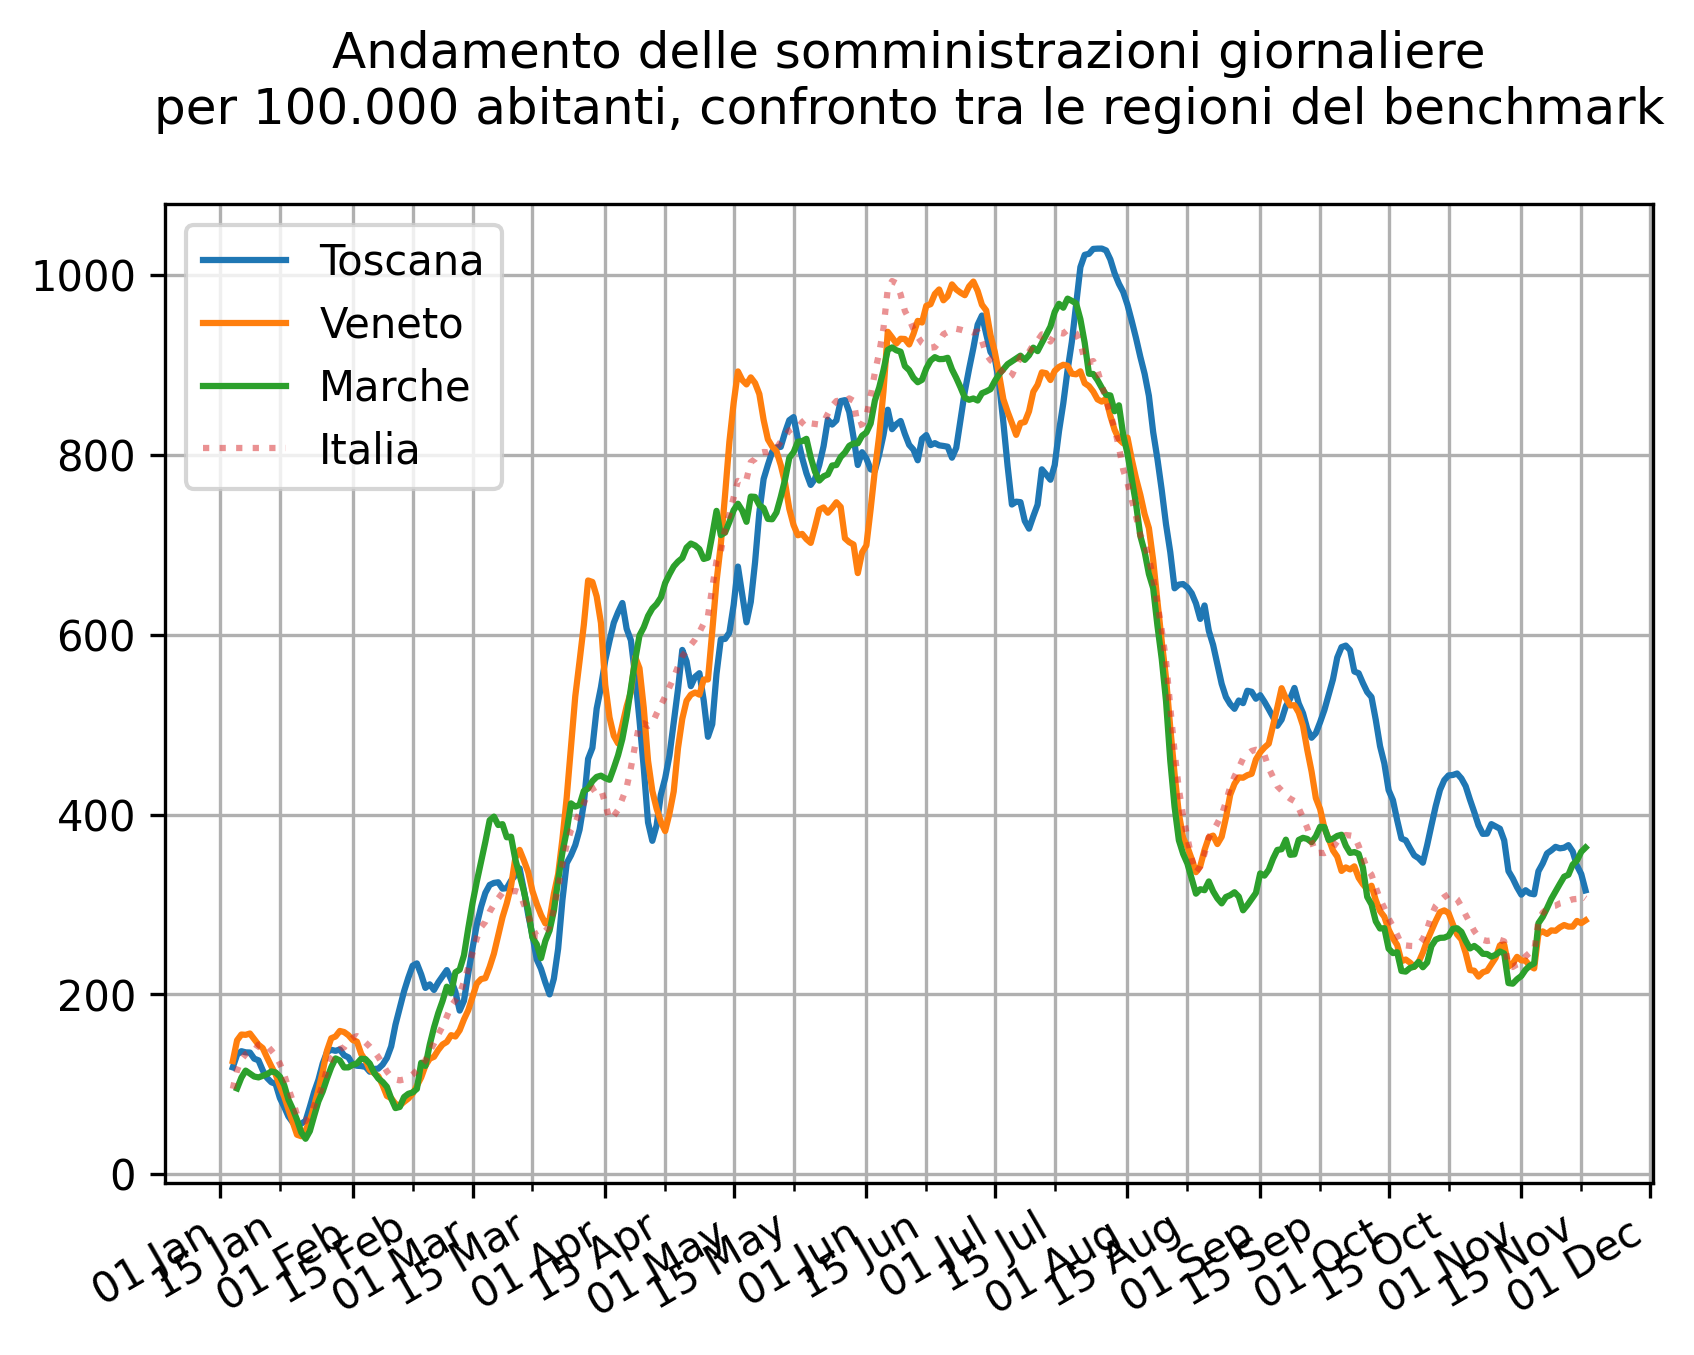 Andamento delle somministrazioni giornaliere
per 100.000 abitanti, confronto tra le regioni del benchmark
Toscana
Veneto
Marche
Italia
1000
800
600
400
200
0
01 Jan
15 Jan
01 Feb
15 Feb
01 Mar
15 Mar
01 Apr
15 Apr
01 May
15 May
01 Jun
15 Jun
01 Jul
15 Jul
01 Aug
15 Aug
01 Sep
15 Sep
01 Oct
15 Oct
01 Nov
15 Nov
01 Dec